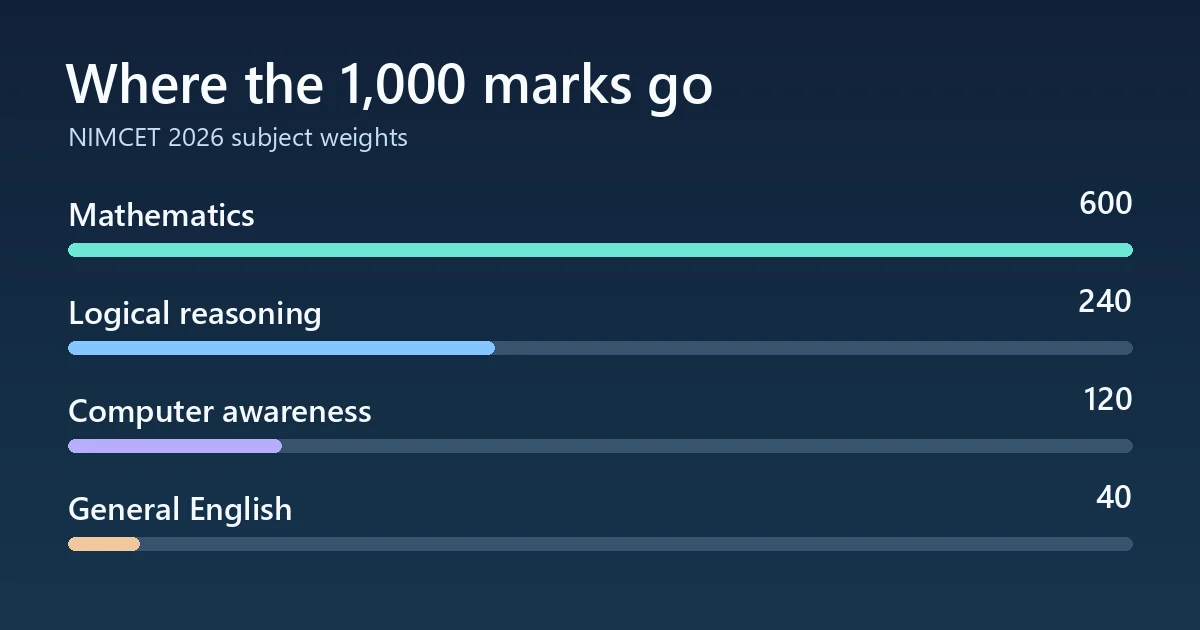 Where the 1,000 marks go
NIMCET 2026 subject weights
Mathematics 600
Logical reasoning 240
Computer awareness 120
General English 40